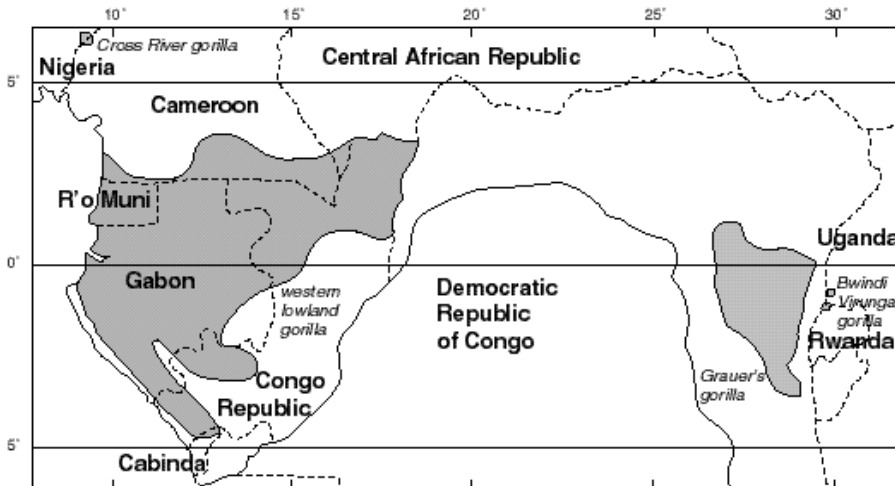 10°
15°
20°
25°
30°
Cross River gorilla
Nigeria
Central African Republic
5°
Cameroon
R'o Muni
Uganda
0°
Gabon
western
lowland
gorilla
Democratic
Republic
of Congo
Bwindi
Virunga
gorilla
Rwanda
Grauer's
gorilla
Congo
Republic
5°
Cabinda